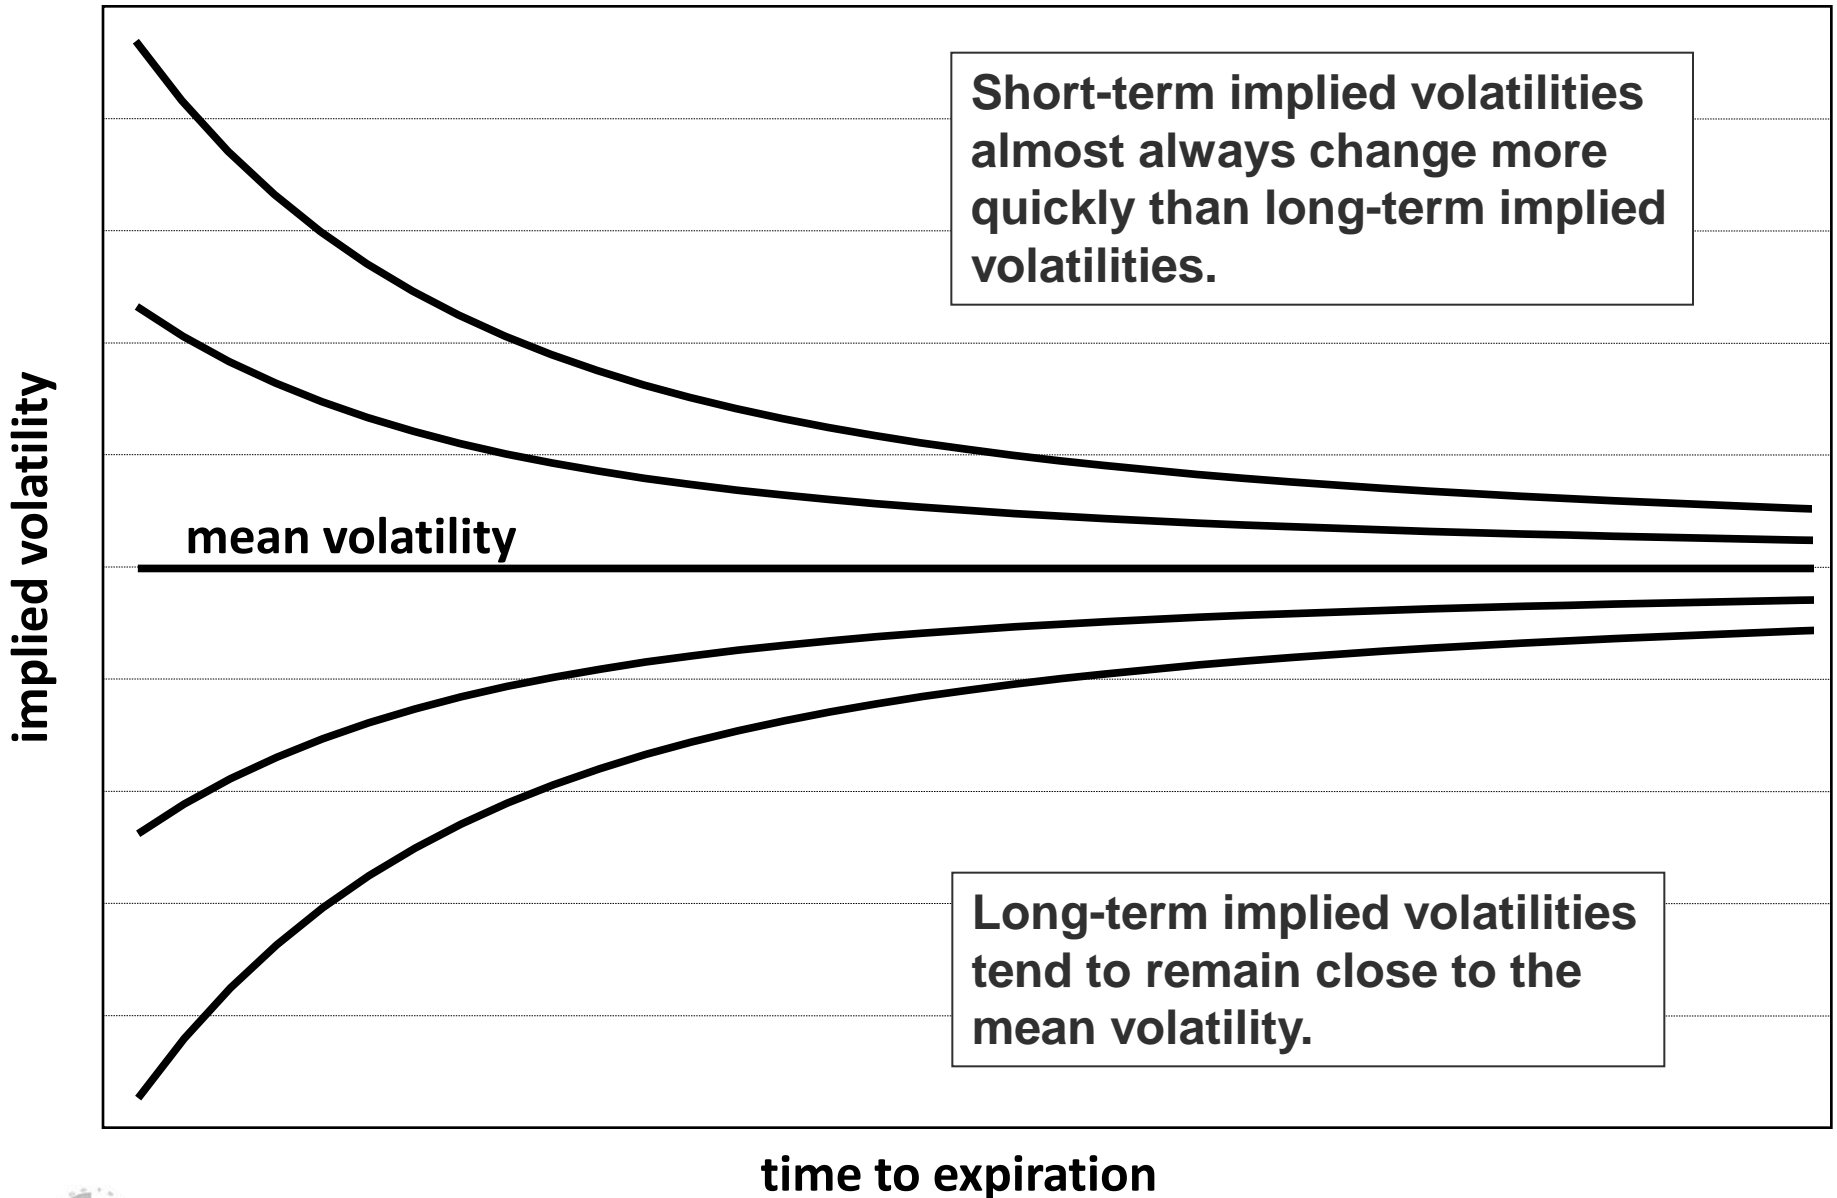 Short-term implied volatilities
almost always change more
quickly than long-term implied
volatilities.
implied volatility
mean volatility
Long-term implied volatilities
tend to remain close to the
mean volatility.
time to expiration